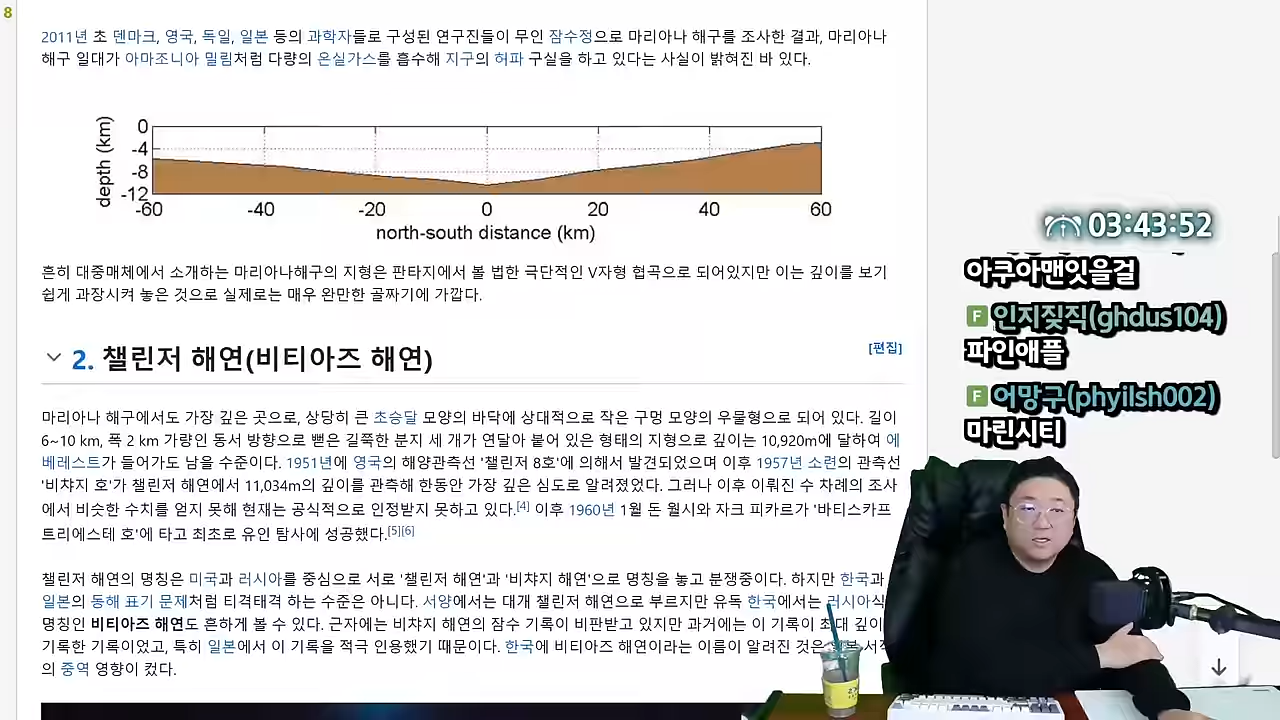 8
2011년 초 덴마크, 영국, 독일, 일본 등의 과학자들로 구성된 연구진들이 무인 잠수정으로 마리아나 해구를 조사한 결과, 마리아나
해구 일대가 아마조니아 밀림처럼 다량의 온실가스를 흡수해 지구의 허파 구실을 하고 있다는 사실이 밝혀진 바 있다.
depth (km)
0
-4
-8
-12
-60 -40 -20 0 20 40 60
north-south distance (km)
흔히 대중매체에서 소개하는 마리아나해구의 지형은 판타지에서 볼 법한 극단적인 V자형 협곡으로 되어있지만 이는 깊이를 보기
쉽게 과장시켜 놓은 것으로 실제로는 매우 완만한 골짜기에 가깝다.
2. 챌린저 해연(비티아즈 해연)
[편집]
마리아나 해구에서도 가장 깊은 곳으로, 상당히 큰 초승달 모양의 바닥에 상대적으로 작은 구멍 모양의 우물형으로 되어 있다. 길이
6~10 km, 폭 2 km 가량인 동서 방향으로 뻗은 길쭉한 분지 세 개가 연달아 붙어 있은 형태의 지형으로 깊이는 10,920m에 달하여 에
베레스트가 들어가도 남을 수준이다. 1951년에 영국의 해양관측선 '챌린저 8호'에 의해서 발견되었으며 이후 1957년 소련의 관측선
'비챠지 호'가 챌린저 해연에서 11,034m의 깊이를 관측해 한동안 가장 깊은 심도로 알려졌었다. 그러나 이후 이뤄진 수 차례의 조사
에서 비슷한 수치를 얻지 못해 현재는 공식적으로 인정받지 못하고 있다.[4] 이후 1960년 1월 돈 월시와 자크 피카르가 '바티스카프
트리에스테 호'에 타고 최초로 유인 탐사에 성공했다.[5][6]
챌린저 해연의 명칭은 미국과 러시아를 중심으로 서로 '챌린저 해연'과 '비챠지 해연'으로 명칭을 놓고 분쟁중이다. 하지만 한국과
일본의 동해 표기 문제처럼 티격태격 하는 수준은 아니다. 서양에서는 대개 챌린저 해연으로 부르지만 유독 한국에서는 러시아식
명칭인 비티아즈 해연도 흔하게 볼 수 있다. 근자에는 비챠지 해연의 잠수 기록이 비판받고 있지만 과거에는 이 기록이 최대 깊이
기록한 기록이었고, 특히 일본에서 이 기록을 적극 인용했기 때문이다. 한국에 비티아즈 해연이라는 이름이 알려진 것은
의 중역 영향이 컸다.
03:43:52
아쿠아맨잇을걸
F 인지짖직(ghdus104)
파인애플
F 어망구(phyilsh002)
마린시티